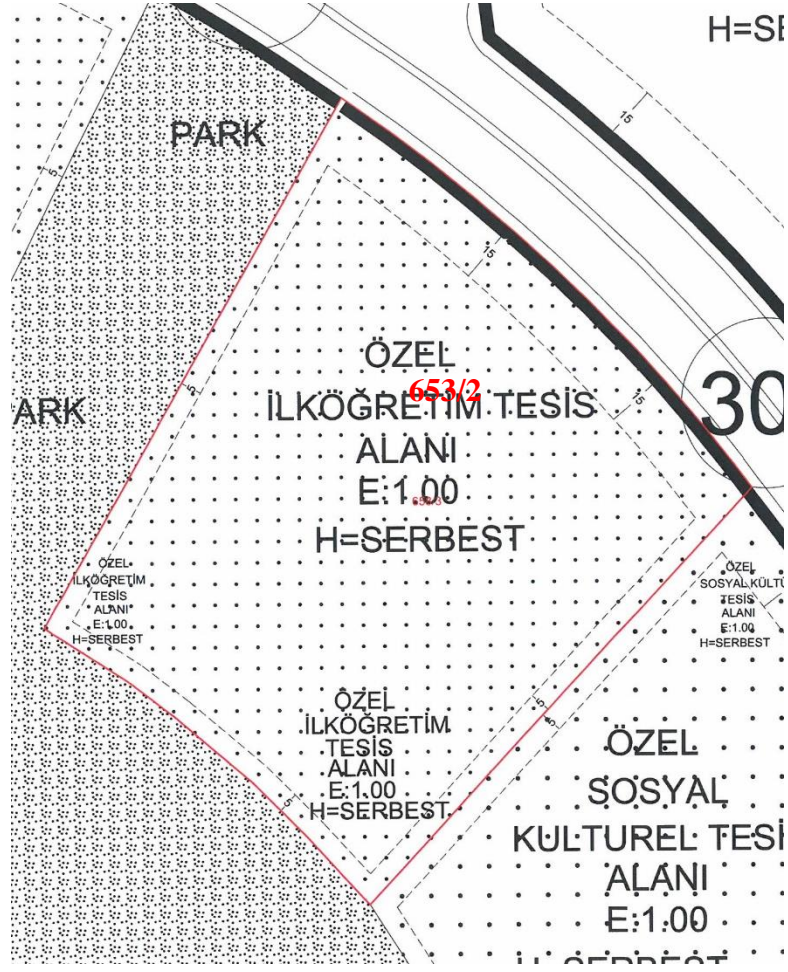 H=SE
15
PARK
5
15
ÖZEL
653/2
İLKÖĞRETİM TESİS
ALANI
E:1.00
H=SERBEST
5
15
30
ARK
ÖZEL
İLKÖĞRETİM
TESİS
ALANI
E:1.00
H=SERBEST
ÖZEL
SOSYAL KÜLTÜ
TESİS
ALANI
E:1.00
H=SERBEST
ÖZEL
İLKÖĞRETİM
TESİS
ALANI
E:1.00
H=SERBEST
5
5
5
ÖZEL
SOSYAL
KULTUREL TESİ
ALANI
E:1.00
H=SERBEST